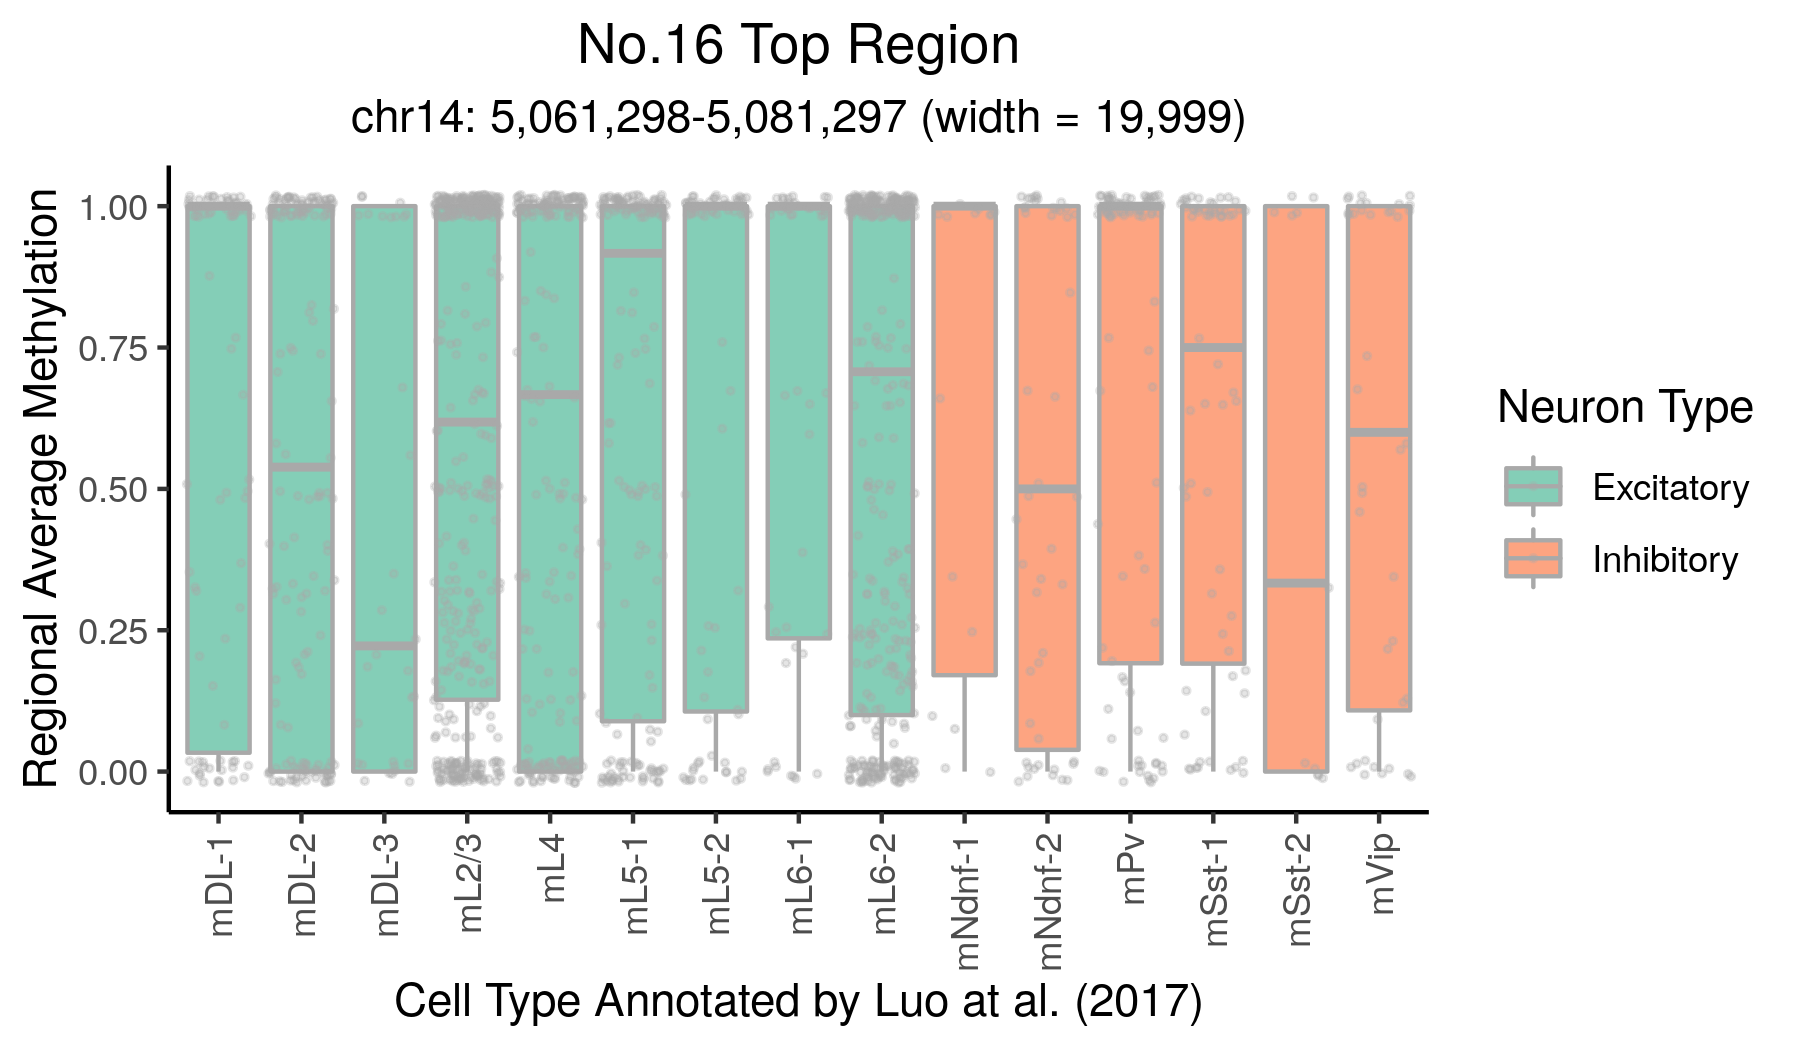 No.16 Top Region
chr14: 5,061,298-5,081,297 (width = 19,999)
Regional Average Methylation
1.00
0.75
0.50
0.25
0.00
mDL-1
mDL-2
mDL-3
mL2/3
mL4
mL5-1
mL5-2
mL6-1
mL6-2
mNdnf-1
mNdnf-2
mPv
mSst-1
mSst-2
mVip
Cell Type Annotated by Luo at al. (2017)
Neuron Type
Excitatory
Inhibitory